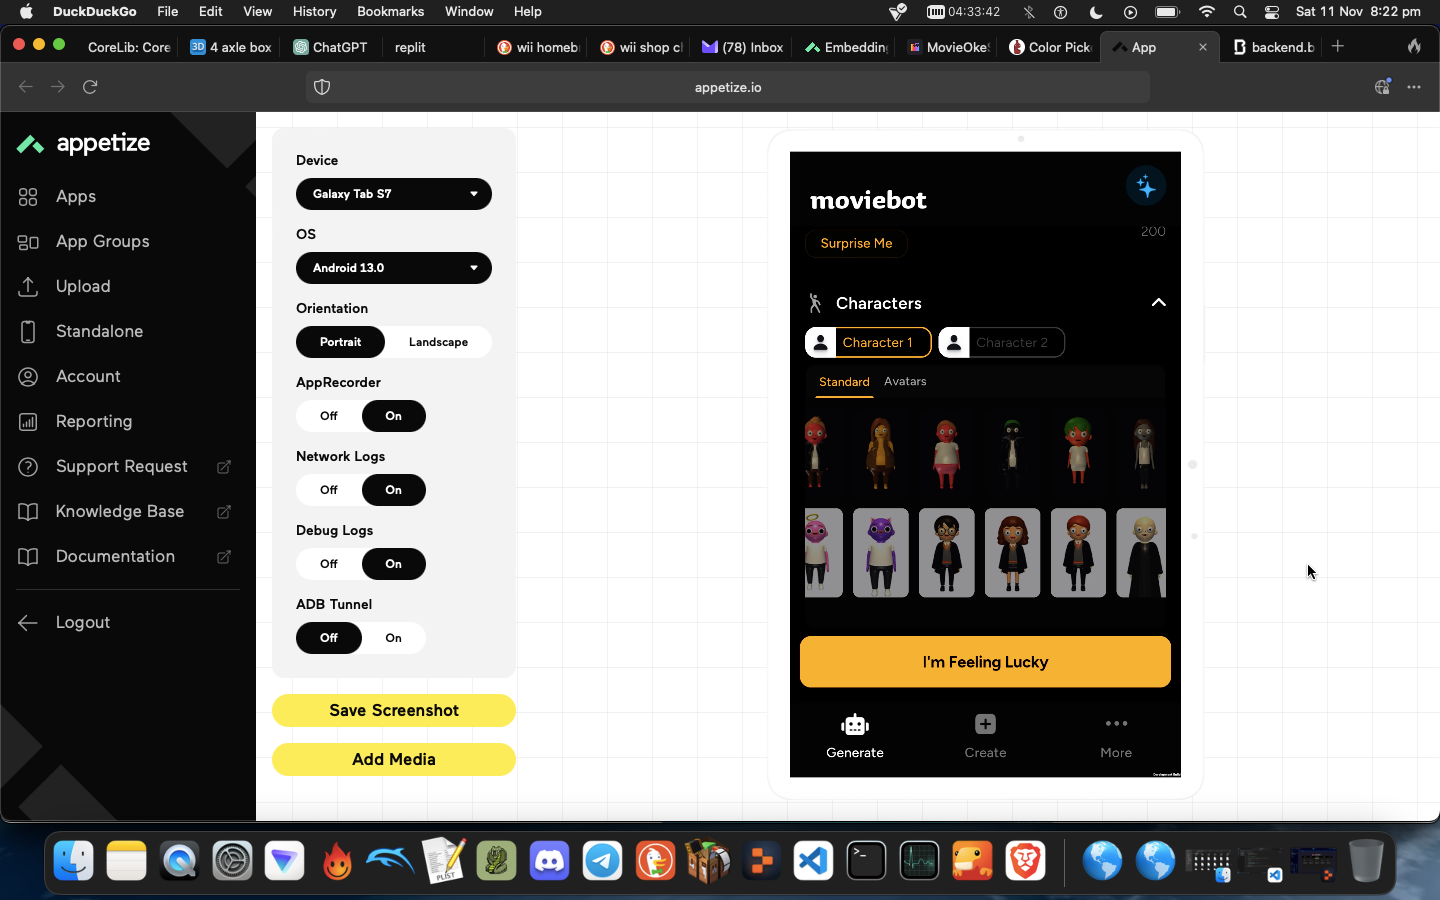 DuckDuckGo File Edit View History Bookmarks Window Help 04:33:42 Sat 11 Nov 8:22 pm
CoreLib: Core 3D 4 axle box ChatGPT replit wii homeb wii shop c (78) Inbox Embedding MovieOke Color Pick App backend.b
appetize.io
appetize
Apps
App Groups
Upload
Standalone
Account
Reporting
Support Request
Knowledge Base
Documentation
Logout
Device
Galaxy Tab S7
OS
Android 13.0
Orientation
Portrait Landscape
AppRecorder
Off On
Network Logs
Off On
Debug Logs
Off On
ADB Tunnel
Off On
Save Screenshot
Add Media
moviebot
200
Surprise Me
Characters
Character 1 Character 2
Standard Avatars
I'm Feeling Lucky
Generate Create More
Development Build
PLIST